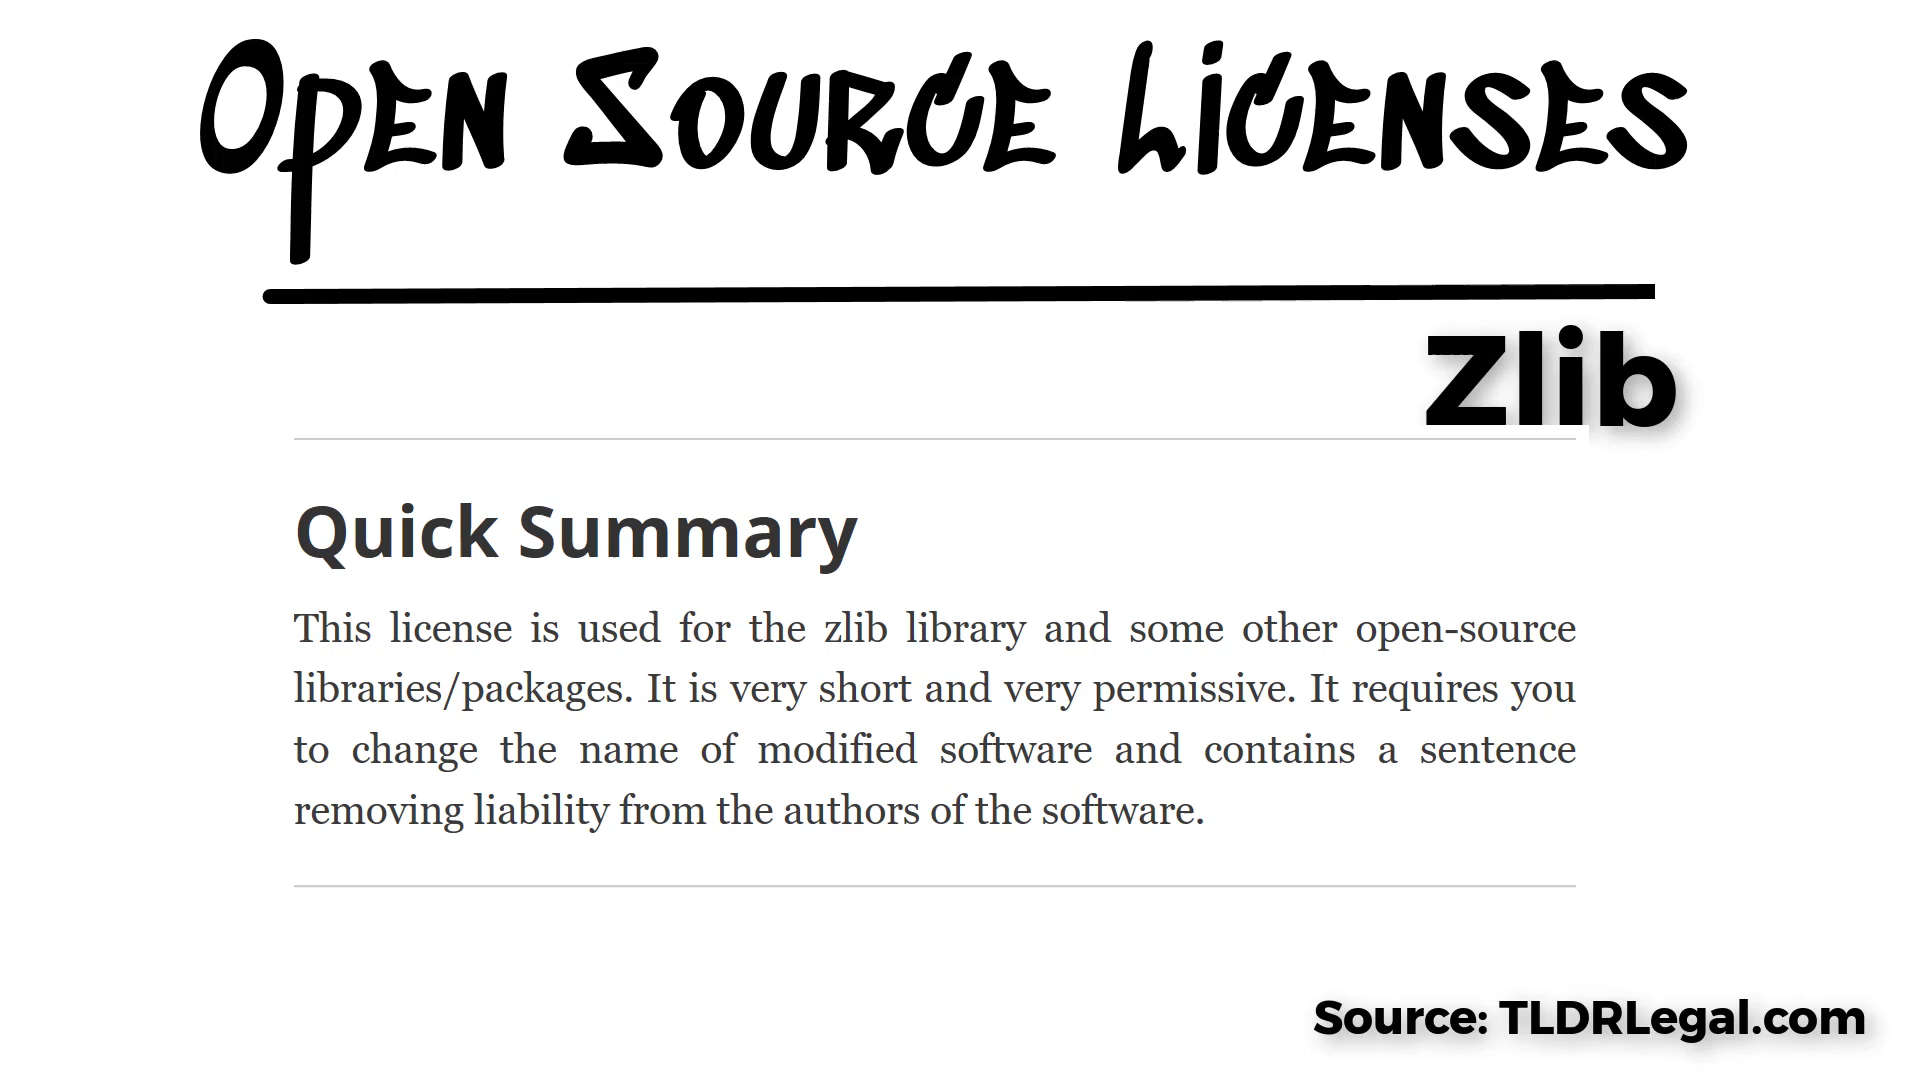 Open Source Licenses
Zlib
Quick Summary
This license is used for the zlib library and some other open-source
libraries/packages. It is very short and very permissive. It requires you
to change the name of modified software and contains a sentence
removing liability from the authors of the software.
Source: TLDRLegal.com